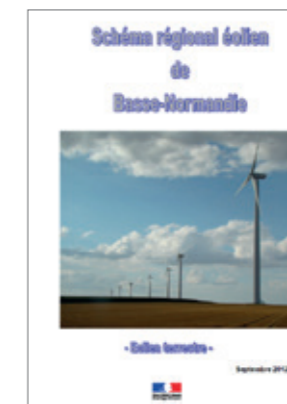 Schéma régional éolien
de
Basse-Normandie
- Eolien terrestre -
Septembre 2012